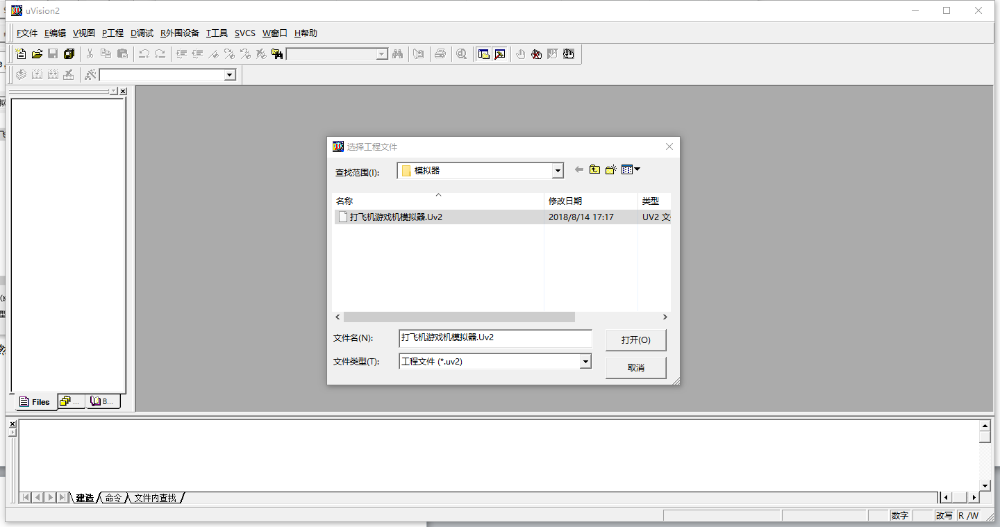 uVision2
F文件 E编辑 V视图 P工程 D调试 R外围设备 T工具 SVCS W窗口 H帮助
选择工程文件
查找范围(I): 模拟器
名称 修改日期 类型
打飞机游戏机模拟器.Uv2 2018/8/14 17:17 UV2 文
文件名(N): 打飞机游戏机模拟器.Uv2 打开(O)
文件类型(T): 工程文件 (*.uv2) 取消
Files ... B...
建造 命令 文件内查找
数字 改写 R /W